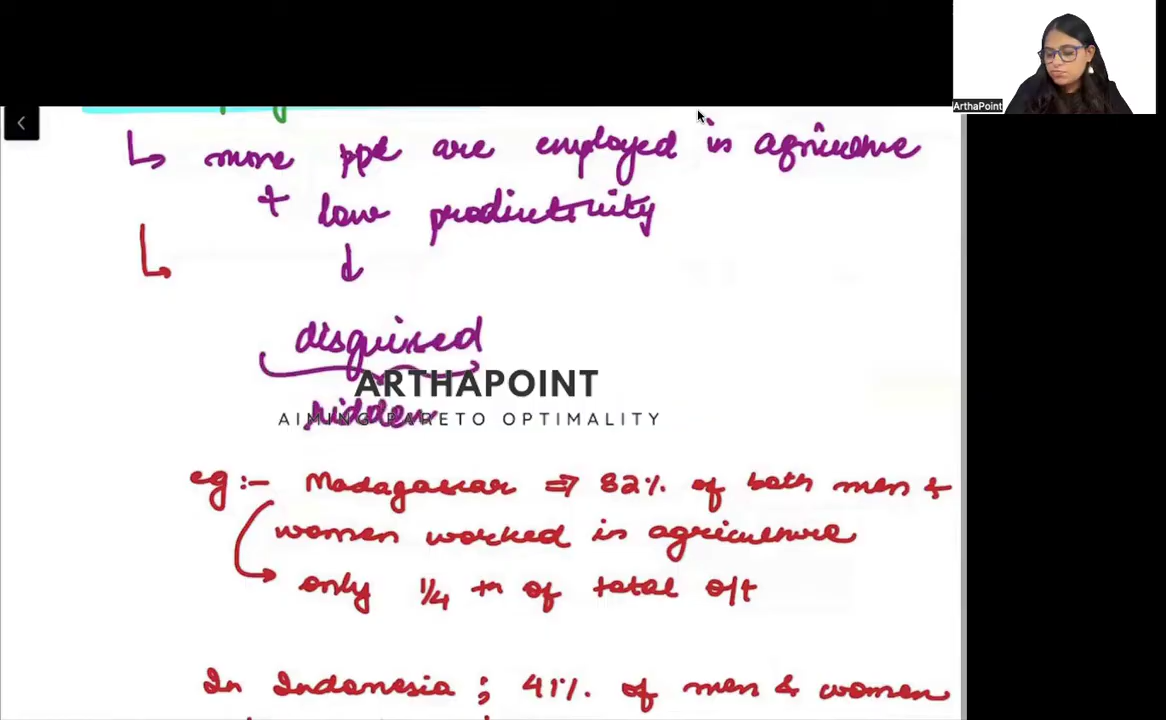 ArthaPoint
↳ more ppl are employed in agriculture
+ low productivity
↳ ↓
disguised
ARTHAPOINT
hidden
AIMING PARETO OPTIMALITY
eg :- Madagascar ⇒ 82% of both men &
women worked in agriculture
→ only 1/4 th of total o/t
In Indonesia ; 41% of men & women